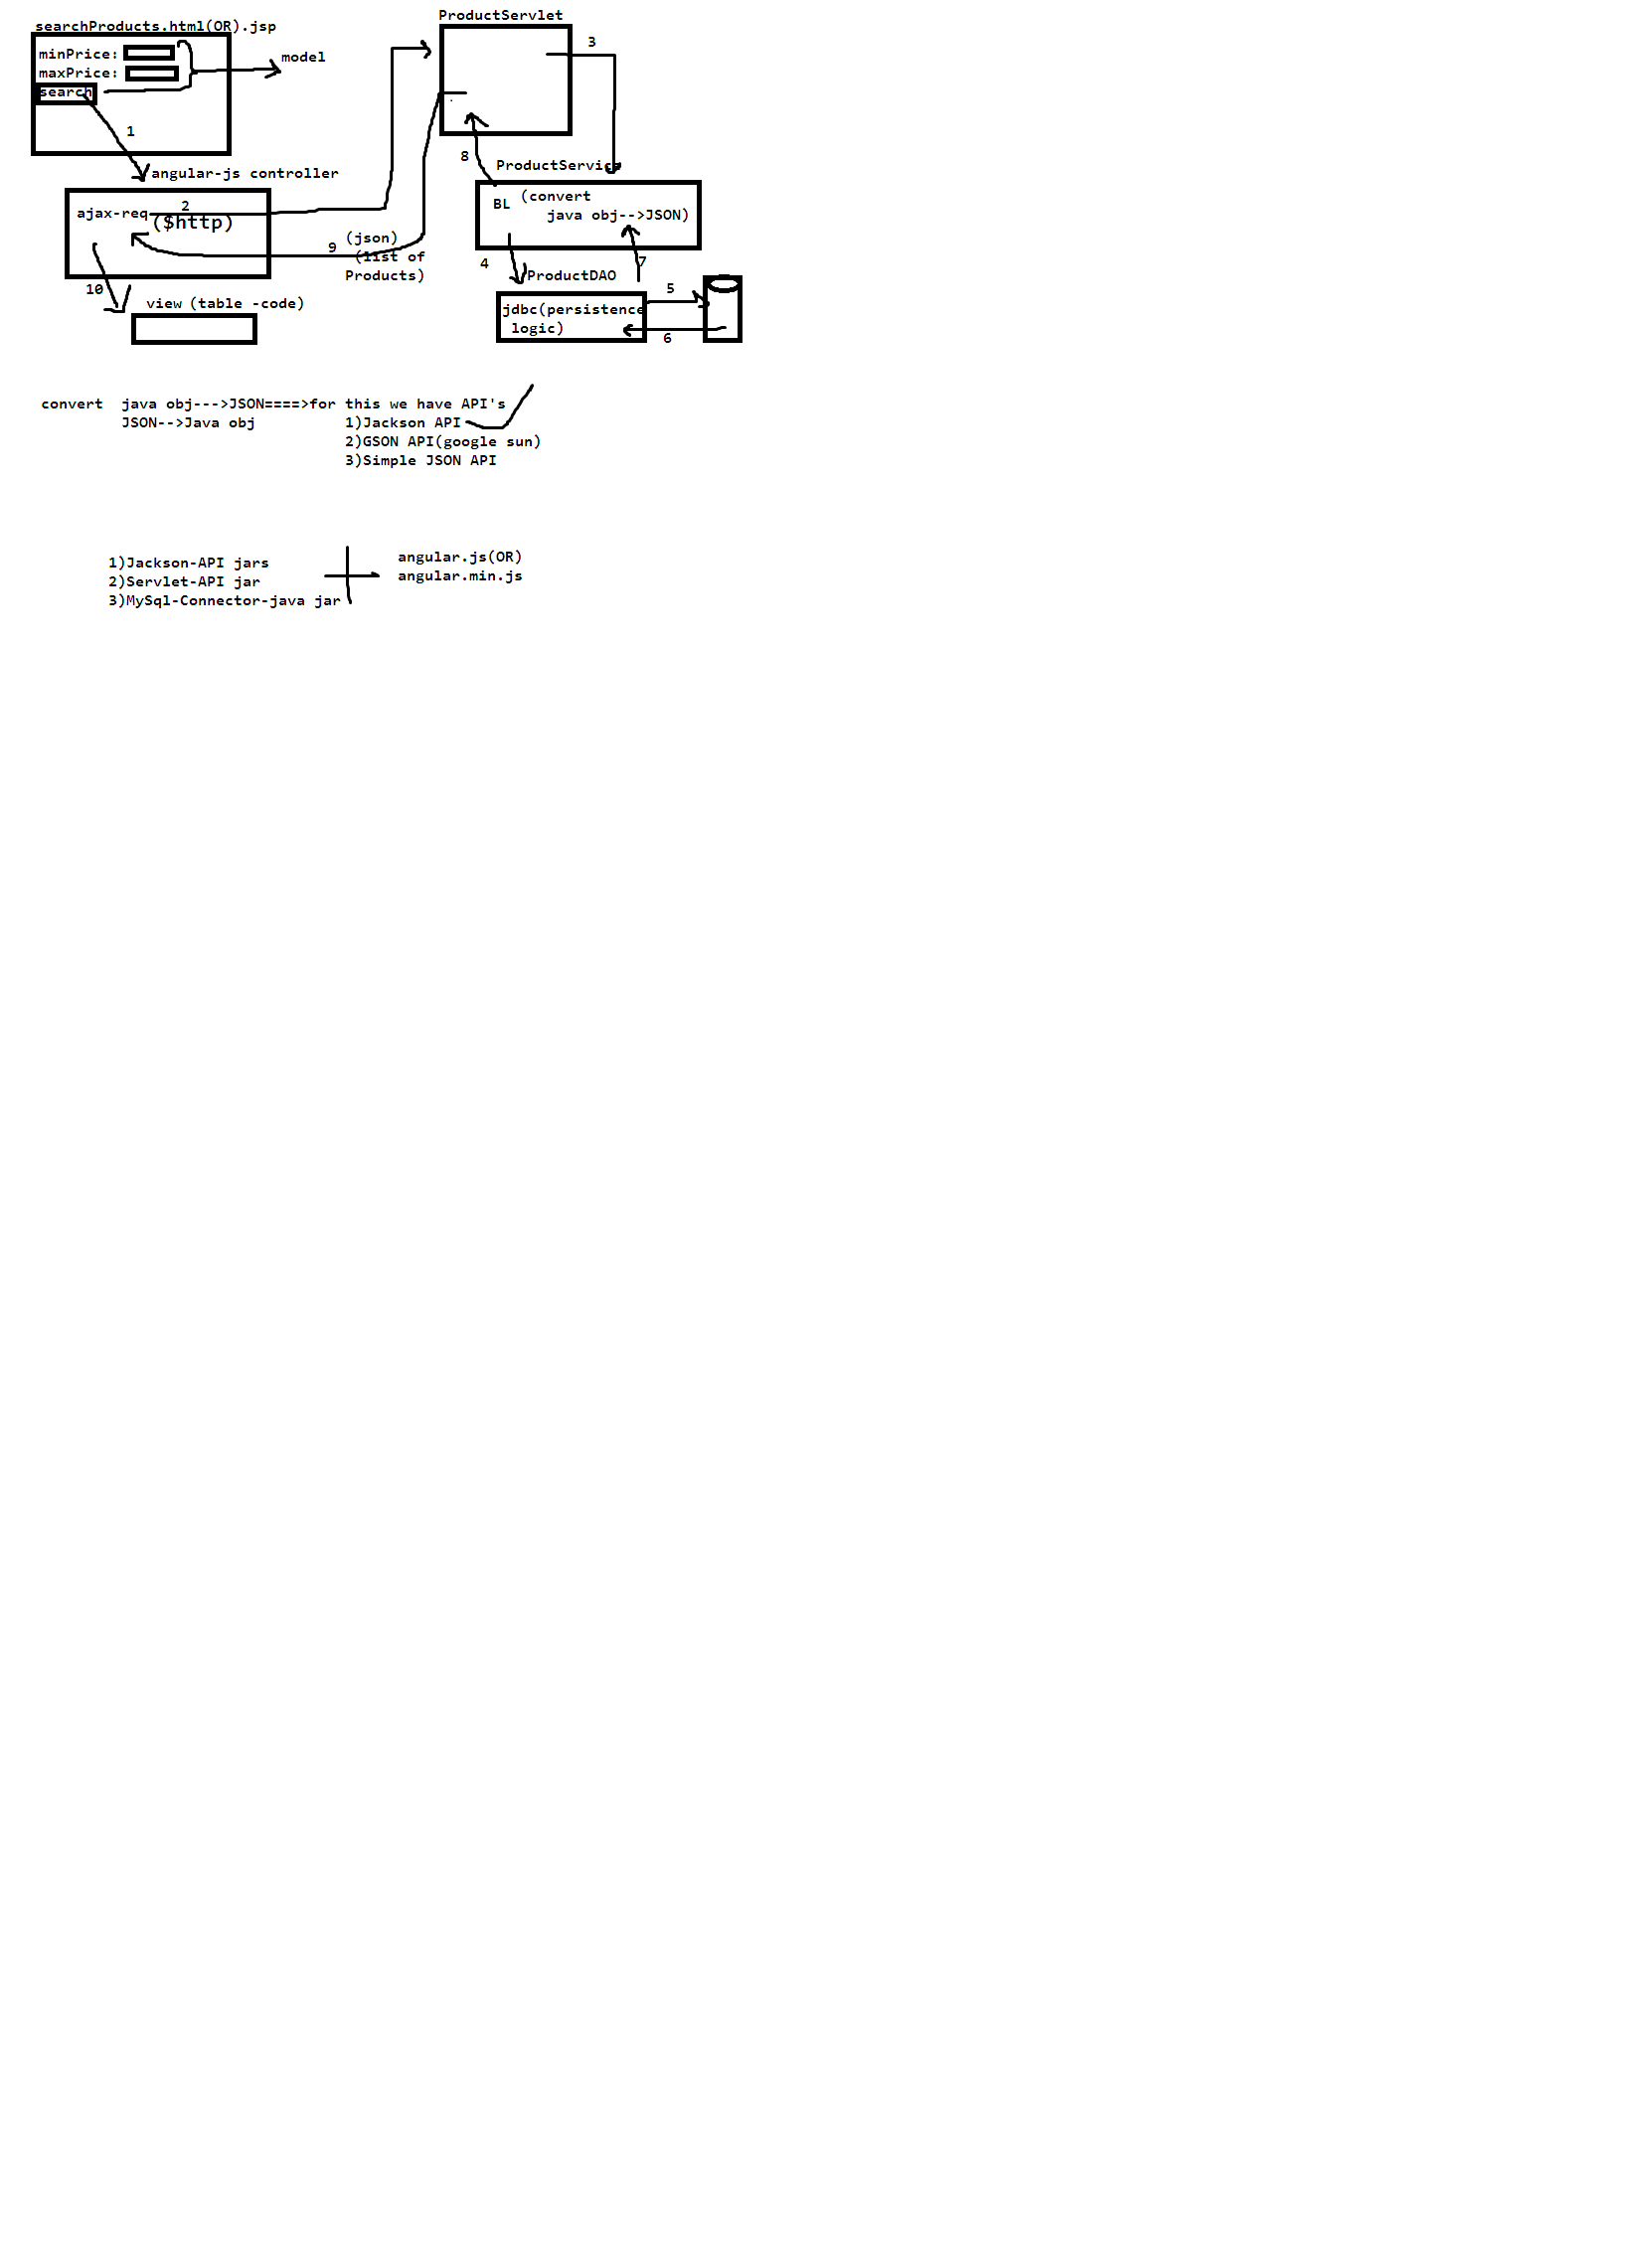 searchProducts.html(OR).jsp
minPrice:
maxPrice:
search
model
1
angular-js controller
ajax-req
2
($http)
9
(json)
(list of
Products)
10
view (table -code)
ProductServlet
3
8
ProductService
BL
(convert
java obj-->JSON)
4
7
ProductDAO
jdbc(persistence
logic)
5
6
convert java obj--->JSON====>for this we have API's
JSON-->Java obj
1)Jackson API
2)GSON API(google sun)
3)Simple JSON API
1)Jackson-API jars
2)Servlet-API jar
3)MySql-Connector-java jar
angular.js(OR)
angular.min.js